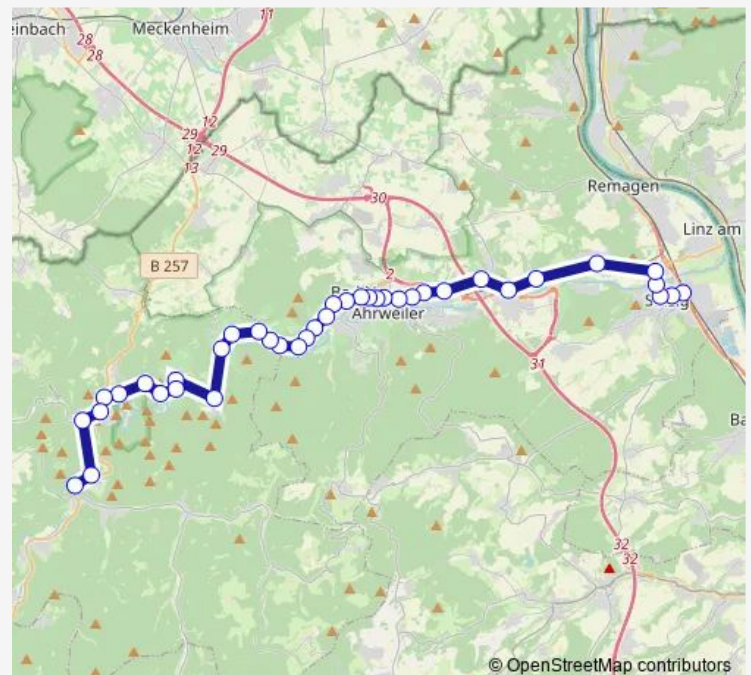 11
einbach
Meckenheim
28
28
12
29
12
29
13
30
Remagen
Linz am
B 257
2
Ahrweiler
31
32
32
© OpenStreetMap contributors